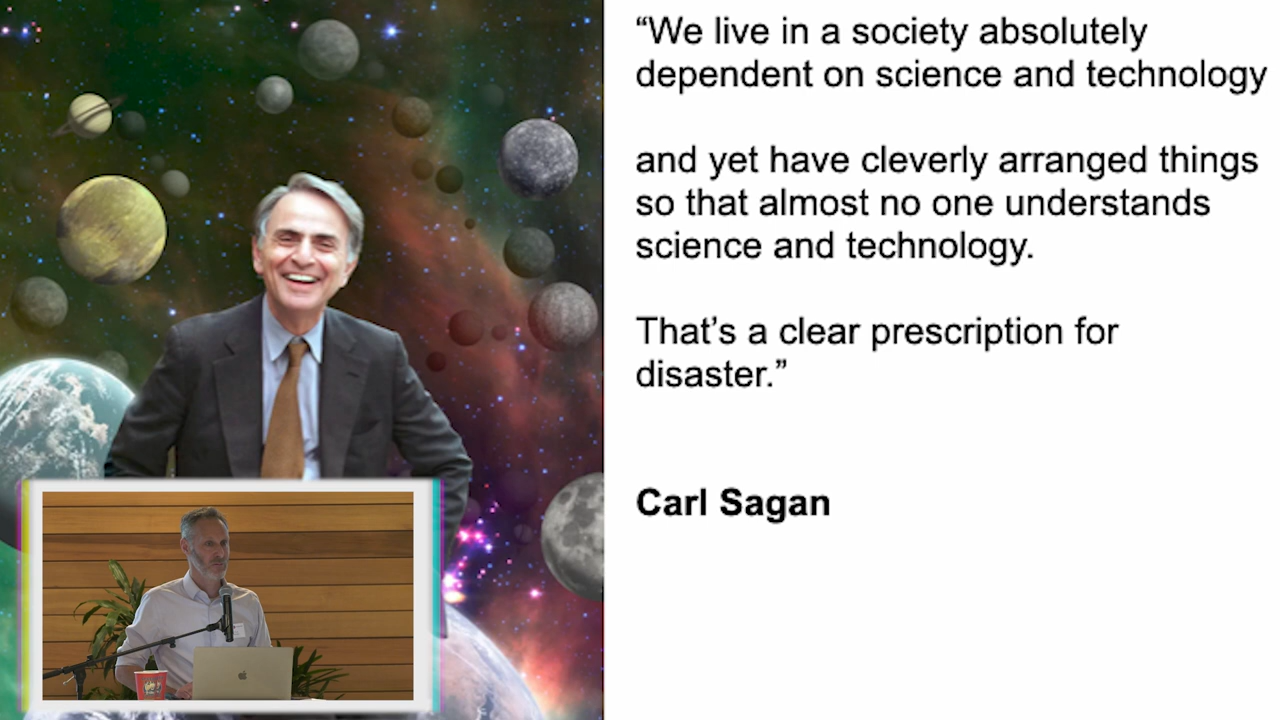 “We live in a society absolutely
dependent on science and technology
and yet have cleverly arranged things
so that almost no one understands
science and technology.
That’s a clear prescription for
disaster.”
Carl Sagan